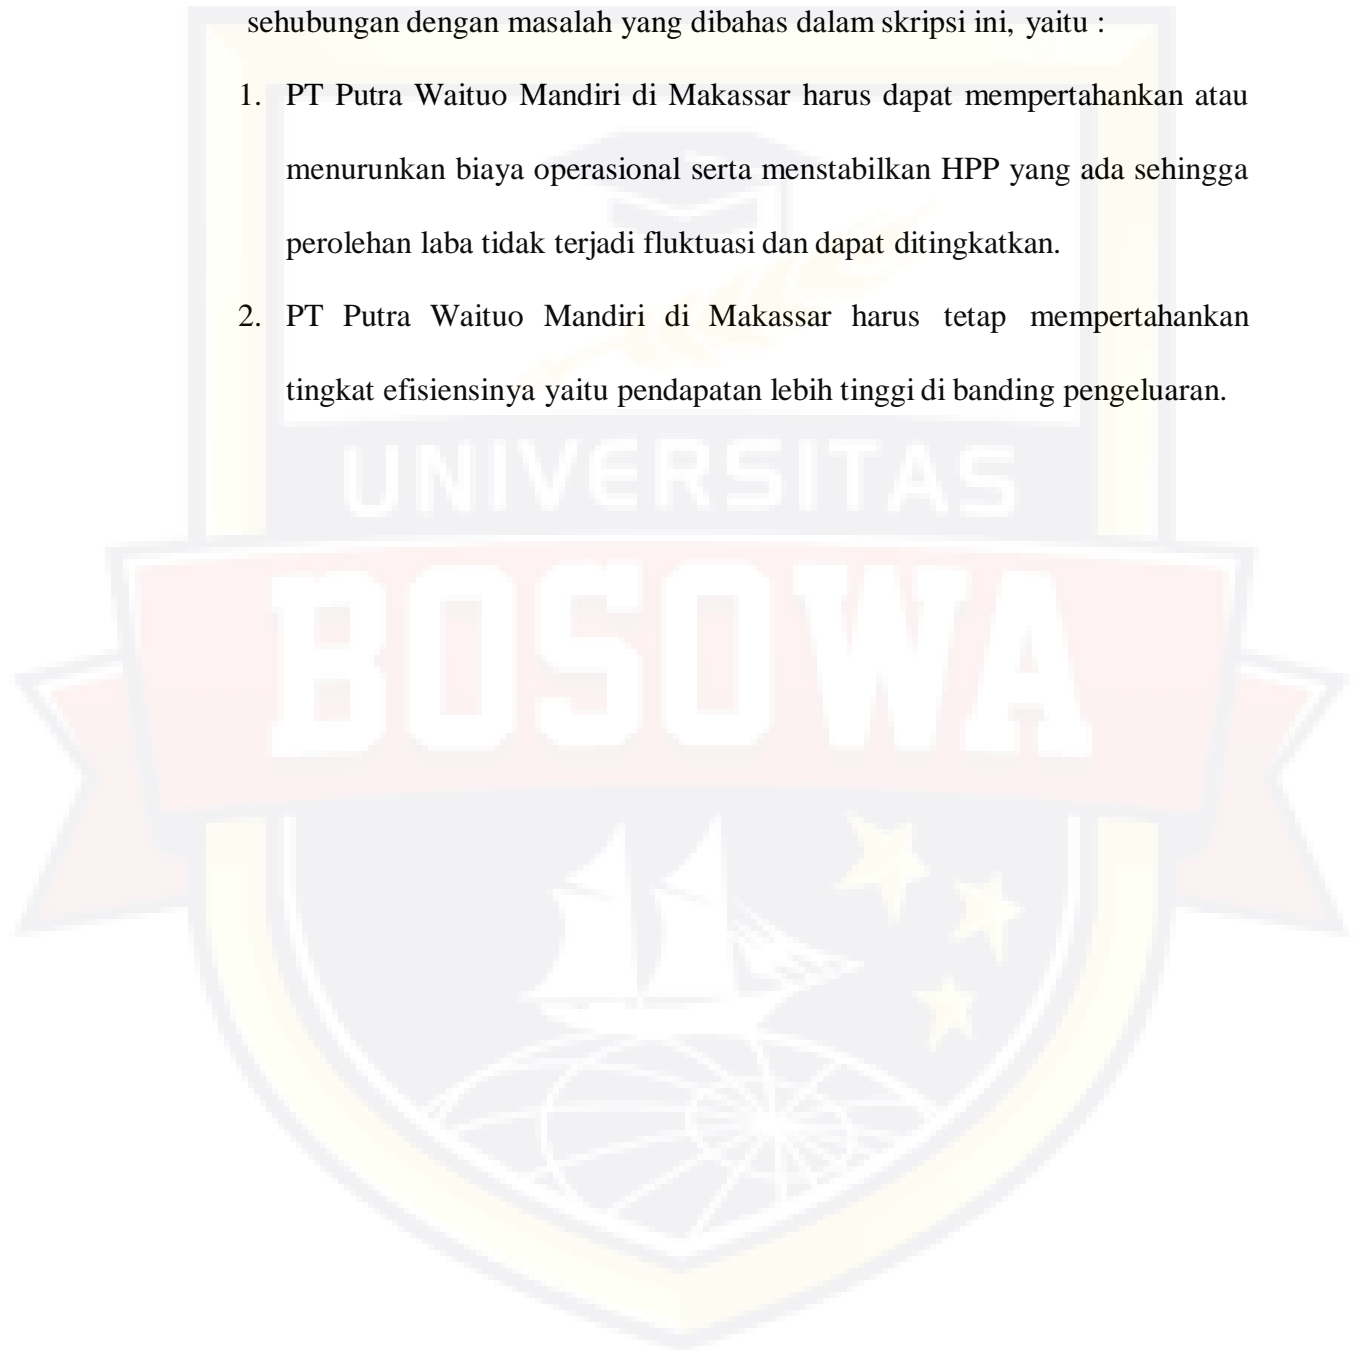 sehubungan dengan masalah yang dibahas dalam skripsi ini, yaitu :
1. PT Putra Waituo Mandiri di Makassar harus dapat mempertahankan atau
menurunkan biaya operasional serta menstabilkan HPP yang ada sehingga
perolehan laba tidak terjadi fluktuasi dan dapat ditingkatkan.
2. PT Putra Waituo Mandiri di Makassar harus tetap mempertahankan
tingkat efisiensinya yaitu pendapatan lebih tinggi di banding pengeluaran.
UNIVERSITAS
BOSOWA